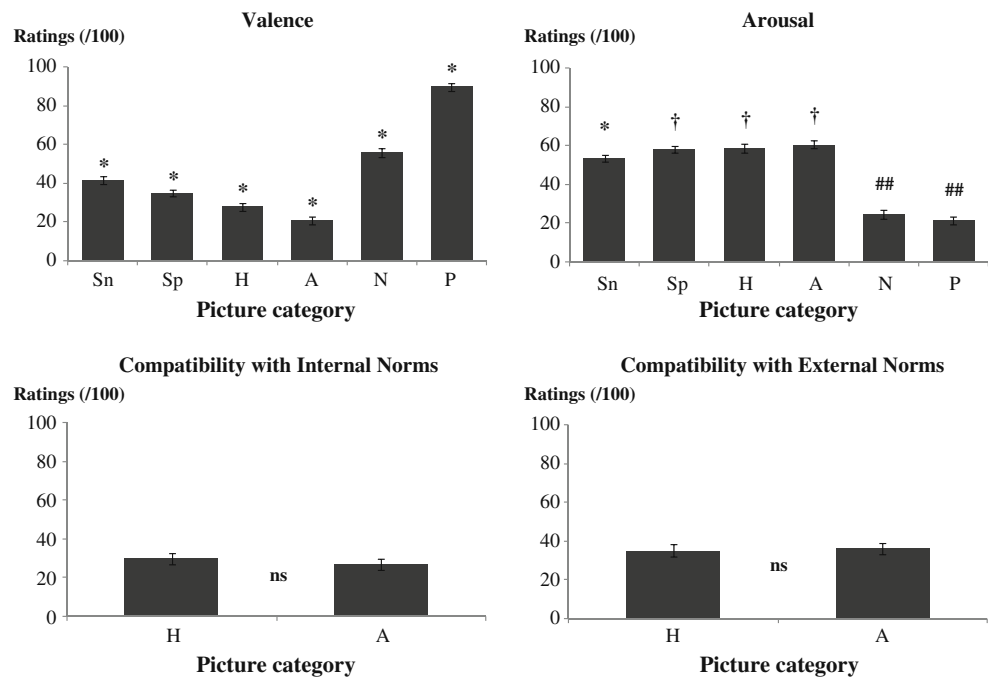 Valence
Ratings (/100)
100
80
60
40
20
0
* * * * * *
Sn Sp H A N P
Picture category
Arousal
Ratings (/100)
100
80
60
40
20
0
* † † † ## ##
Sn Sp H A N P
Picture category
Compatibility with Internal Norms
Ratings (/100)
100
80
60
40
20
0
ns
H A
Picture category
Compatibility with External Norms
Ratings (/100)
100
80
60
40
20
0
ns
H A
Picture category